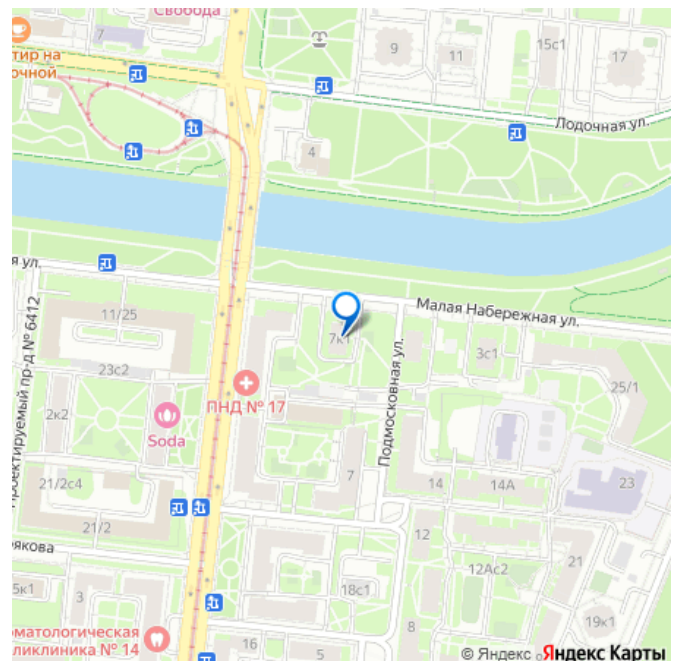 Свобода
7
9
11
15с1
17
тир на
очной
Лодочная ул.
4
я ул.
Малая Набережная ул.
11/25
7к1
3с1
23с2
25/1
ПНД № 17
Подмосковная ул.
2к2
Soda
7
роектируемый пр-д № 6412
21/2с4
14
14А
23
21/2
12
рякова
12Ас2
21
5к1
3
18с1
19к1
8
оматологическая
оликлиника № 14
16
5
© Яндекс
Яндекс Карты